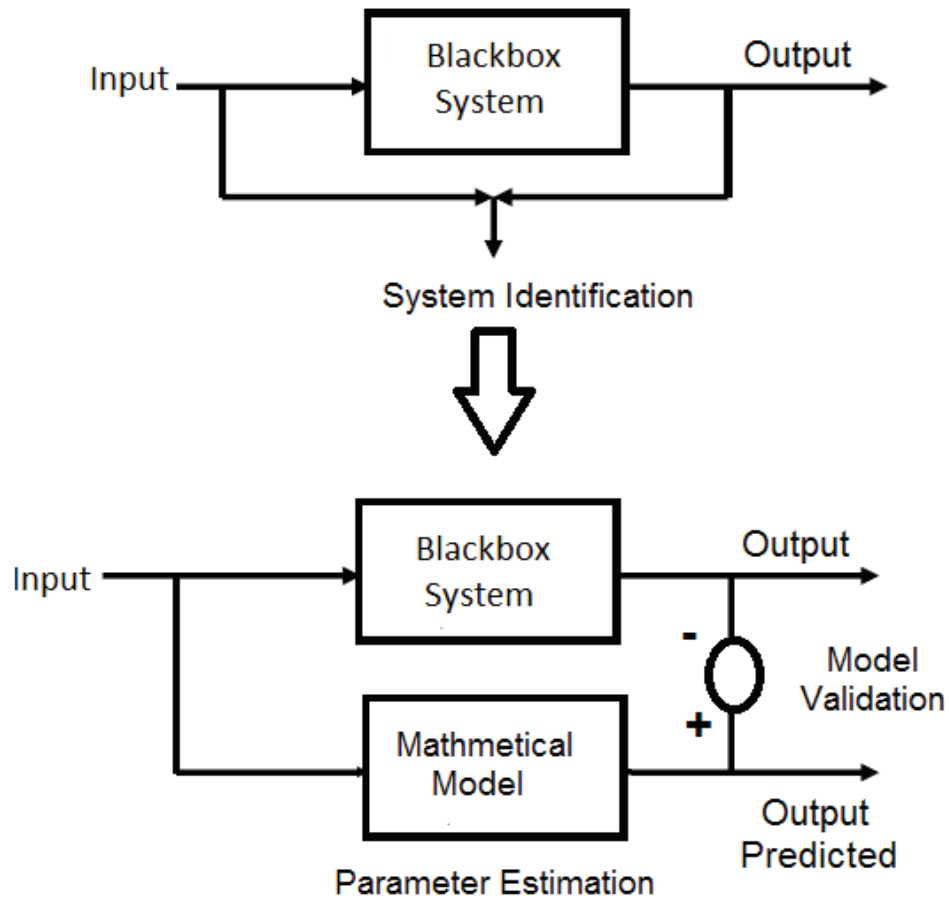 Input
Blackbox
System
Output
System Identification
Input
Blackbox
System
Output
-
+
Model
Validation
Mathmetical
Model
Output
Predicted
Parameter Estimation